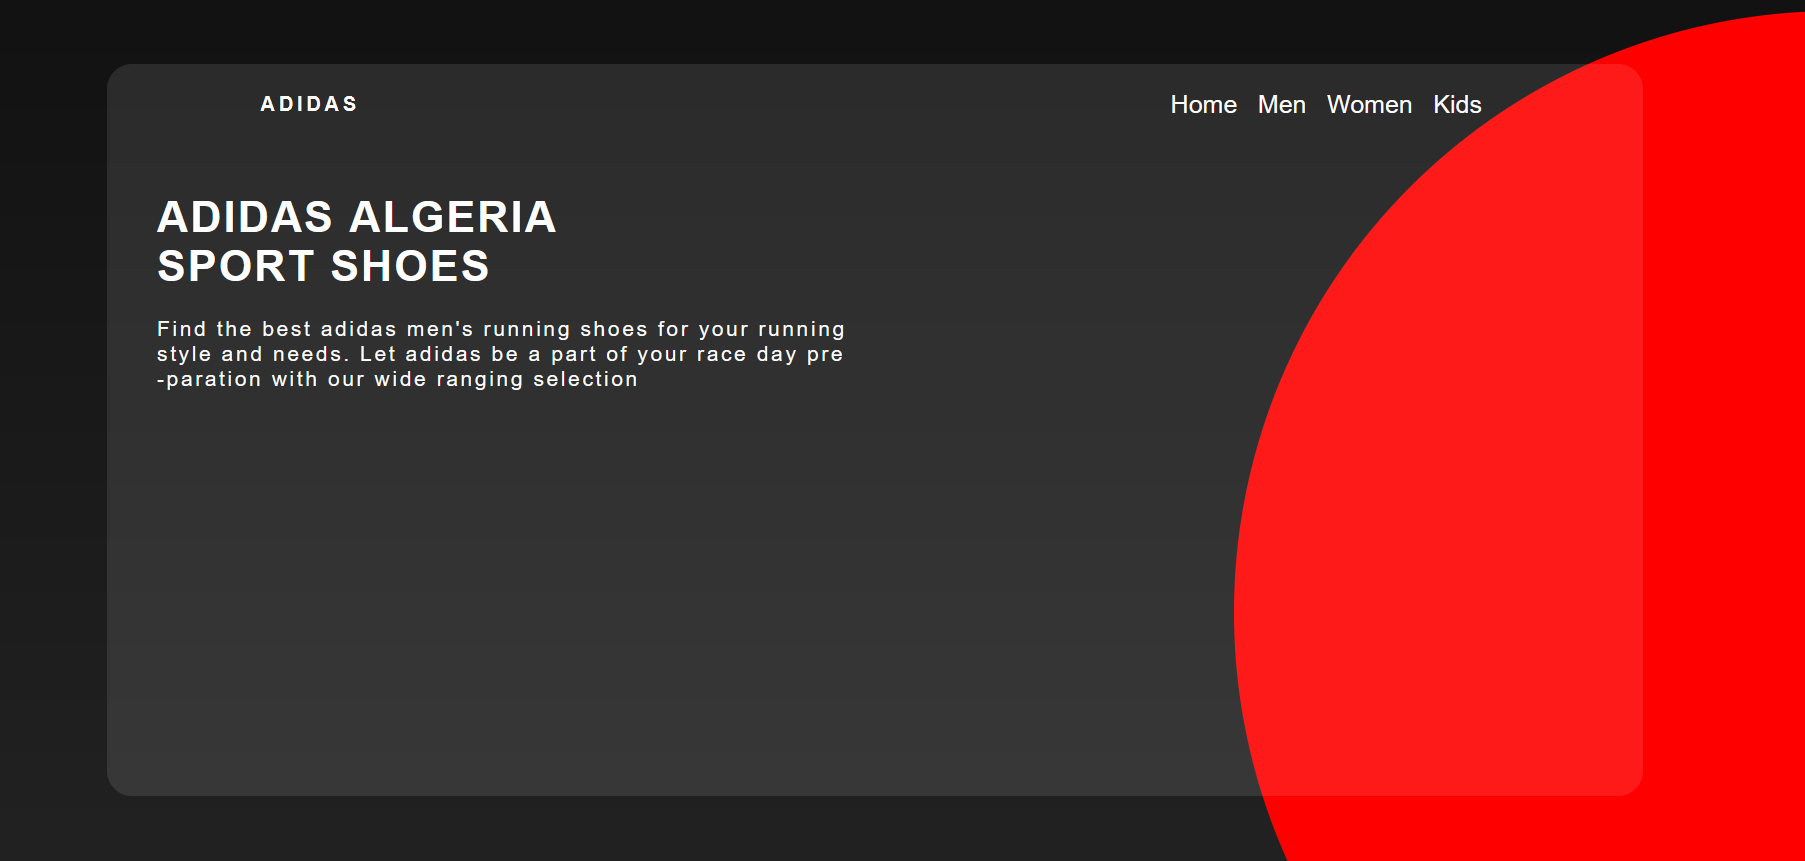 ADIDAS
Home Men Women Kids
ADIDAS ALGERIA
SPORT SHOES
Find the best adidas men's running shoes for your running
style and needs. Let adidas be a part of your race day pre
-paration with our wide ranging selection